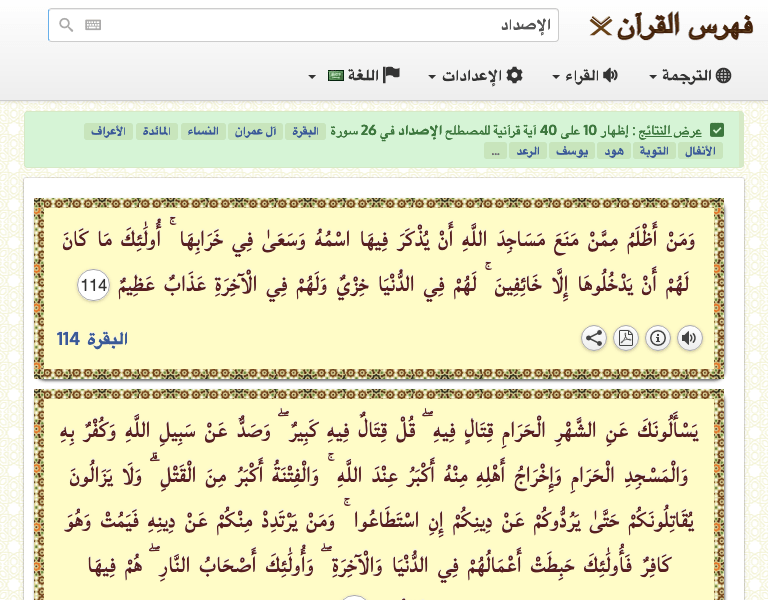 فهرس القرآن
الإصداد
الترجمة القراء الإعدادات اللغة
عرض النتائج : إظهار 10 على 40 آية قرآنية للمصطلح الإصداد في 26 سورة البقرة آل عمران النساء المائدة الأعراف
الأنفال التوبة هود يوسف الرعد ...
وَمَنْ أَظْلَمُ مِمَّنْ مَنَعَ مَسَاجِدَ اللَّهِ أَنْ يُذْكَرَ فِيهَا اسْمُهُ وَسَعَىٰ فِي خَرَابِهَا ۚ أُولَٰئِكَ مَا كَانَ
لَهُمْ أَنْ يَدْخُلُوهَا إِلَّا خَائِفِينَ ۚ لَهُمْ فِي الدُّنْيَا خِزْيٌ وَلَهُمْ فِي الْآخِرَةِ عَذَابٌ عَظِيمٌ 114
البقرة 114
يَسْأَلُونَكَ عَنِ الشَّهْرِ الْحَرَامِ قِتَالٍ فِيهِ ۖ قُلْ قِتَالٌ فِيهِ كَبِيرٌ ۖ وَصَدٌّ عَنْ سَبِيلِ اللَّهِ وَكُفْرٌ بِهِ
وَالْمَسْجِدِ الْحَرَامِ وَإِخْرَاجُ أَهْلِهِ مِنْهُ أَكْبَرُ عِنْدَ اللَّهِ ۚ وَالْفِتْنَةُ أَكْبَرُ مِنَ الْقَتْلِ ۗ وَلَا يَزَالُونَ
يُقَاتِلُونَكُمْ حَتَّىٰ يَرُدُّوكُمْ عَنْ دِينِكُمْ إِنِ اسْتَطَاعُوا ۚ وَمَنْ يَرْتَدِدْ مِنْكُمْ عَنْ دِينِهِ فَيَمُتْ وَهُوَ
كَافِرٌ فَأُولَٰئِكَ حَبِطَتْ أَعْمَالُهُمْ فِي الدُّنْيَا وَالْآخِرَةِ ۖ وَأُولَٰئِكَ أَصْحَابُ النَّارِ ۖ هُمْ فِيهَا